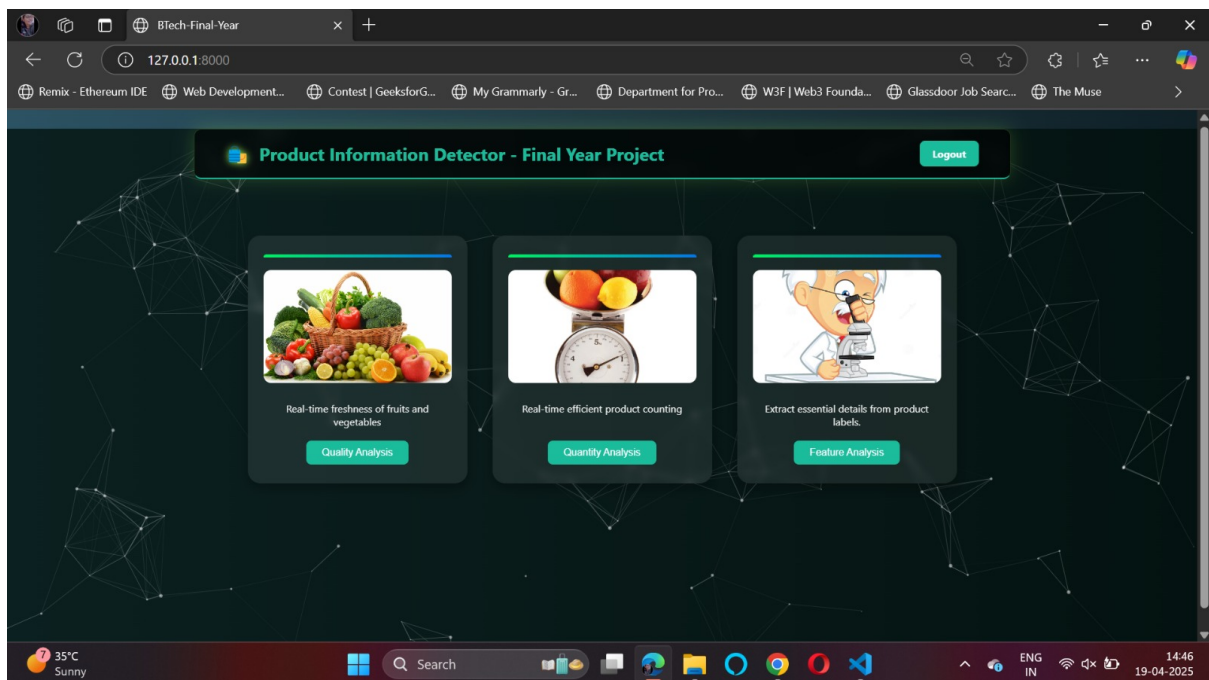 BTech-Final-Year
127.0.0.1:8000
Remix - Ethereum IDE
Web Development...
Contest | GeeksforG...
My Grammarly - Gr...
Department for Pro...
W3F | Web3 Founda...
Glassdoor Job Searc...
The Muse
Product Information Detector - Final Year Project
Logout
Real-time freshness of fruits and
vegetables
Quality Analysis
Real-time efficient product counting
Quantity Analysis
Extract essential details from product
labels.
Feature Analysis
7
35°C
Sunny
Search
ENG
IN
14:46
19-04-2025